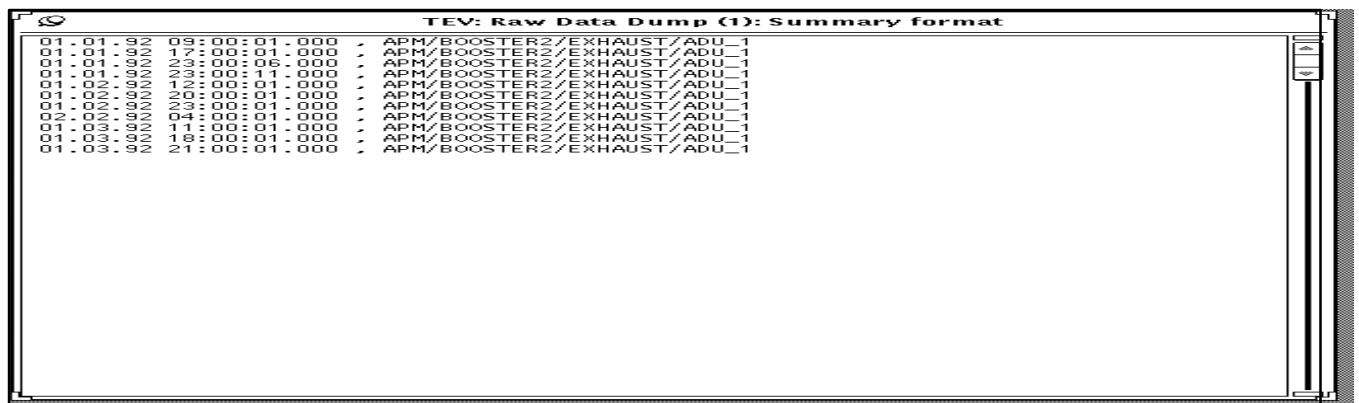 TEV: Raw Data Dump (1): Summary format
01.01.92 09:00:01.000 , APM/BOOSTER2/EXHAUST/ADU_1
01.01.92 17:00:01.000 , APM/BOOSTER2/EXHAUST/ADU_1
01.01.92 23:00:06.000 , APM/BOOSTER2/EXHAUST/ADU_1
01.01.92 23:00:11.000 , APM/BOOSTER2/EXHAUST/ADU_1
01.02.92 12:00:01.000 , APM/BOOSTER2/EXHAUST/ADU_1
01.02.92 20:00:01.000 , APM/BOOSTER2/EXHAUST/ADU_1
01.02.92 23:00:01.000 , APM/BOOSTER2/EXHAUST/ADU_1
02.02.92 04:00:01.000 , APM/BOOSTER2/EXHAUST/ADU_1
01.03.92 11:00:01.000 , APM/BOOSTER2/EXHAUST/ADU_1
01.03.92 18:00:01.000 , APM/BOOSTER2/EXHAUST/ADU_1
01.03.92 21:00:01.000 , APM/BOOSTER2/EXHAUST/ADU_1